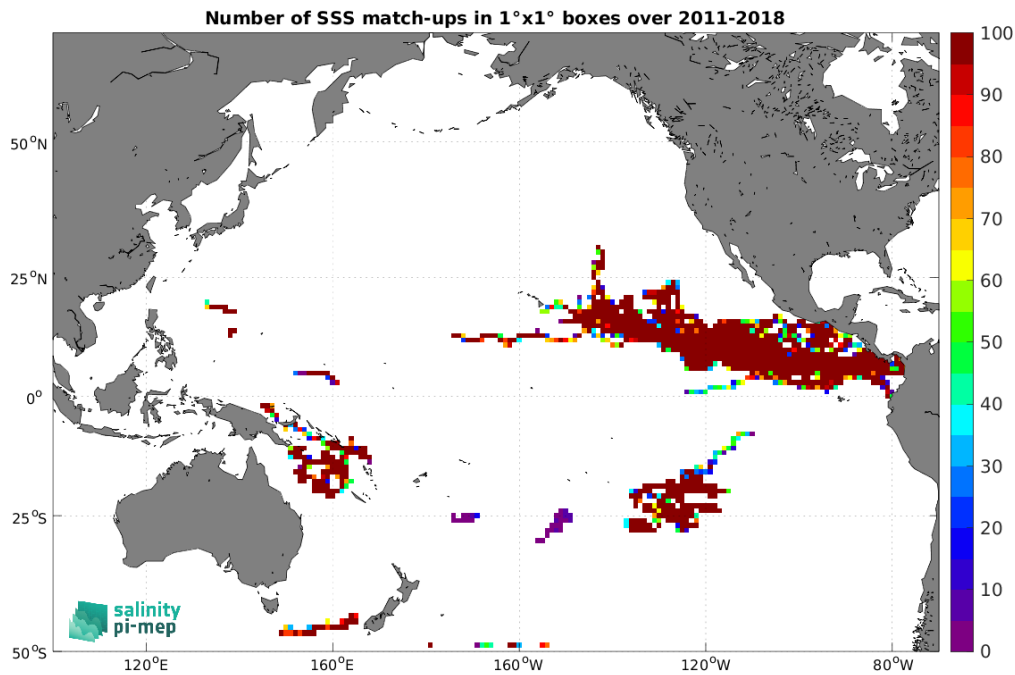 Number of SSS match-ups in 1°x1° boxes over 2011-2018
50°N
25°N
0°
25°S
50°S
120°E
160°E
160°W
120°W
80°W
100
90
80
70
60
50
40
30
20
10
0
salinity
pi-mep